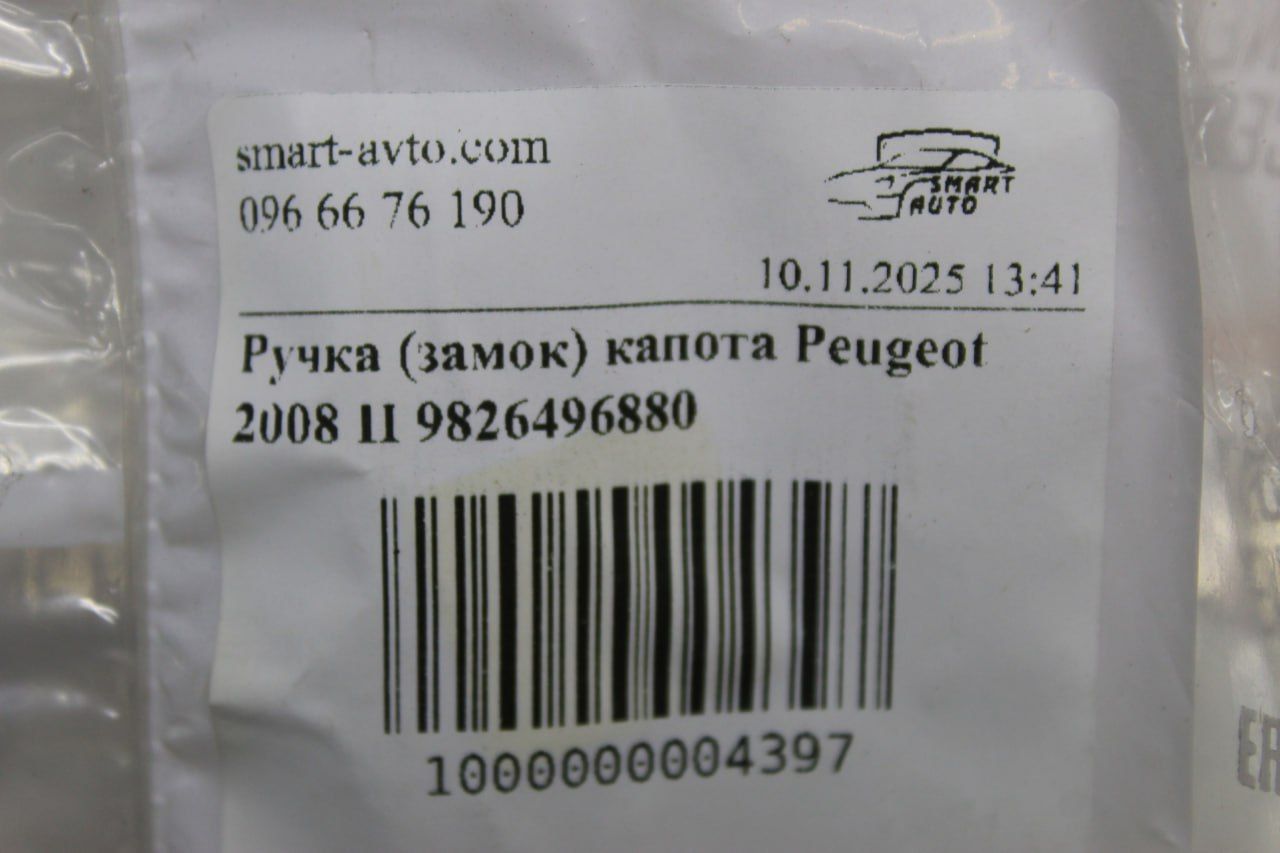 smart-avto.com
096 66 76 190
SMART
AUTO
10.11.2025 13:41
Ручка (замок) капота Peugeot
2008 II 9826496880
1000000004397